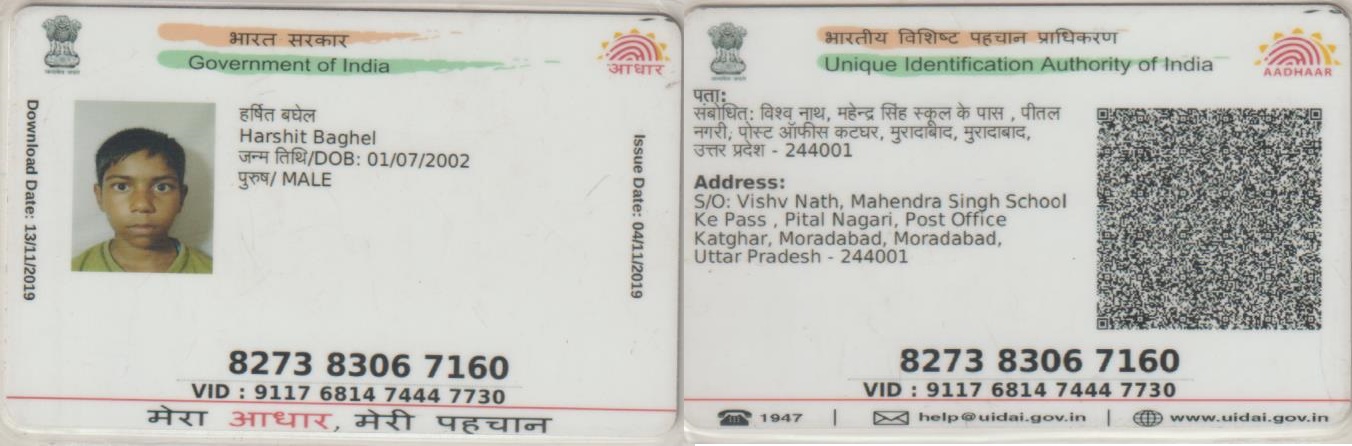 भारत सरकार
Government of India
आधार
Download Date: 13/11/2019
हर्षित बघेल
Harshit Baghel
जन्म तिथि/DOB: 01/07/2002
पुरुष/ MALE
Issue Date: 04/11/2019
8273 8306 7160
VID : 9117 6814 7444 7730
मेरा आधार, मेरी पहचान
भारतीय विशिष्ट पहचान प्राधिकरण
Unique Identification Authority of India
AADHAAR
पता:
संबोधित: विश्व नाथ, महेन्द्र सिंह स्कूल के पास , पीतल
नगरी, पोस्ट ऑफीस कटघर, मुरादाबाद, मुरादाबाद,
उत्तर प्रदेश - 244001
Address:
S/O: Vishv Nath, Mahendra Singh School
Ke Pass , Pital Nagari, Post Office
Katghar, Moradabad, Moradabad,
Uttar Pradesh - 244001
8273 8306 7160
VID : 9117 6814 7444 7730
1947 | help@uidai.gov.in | www.uidai.gov.in